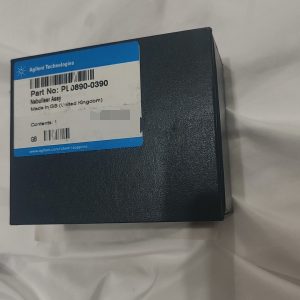 Agilent Technologies
Part No: PL0890-0390
Nebuliser Assy
Made in GB (United Kingdom)
Contents: 1
GB